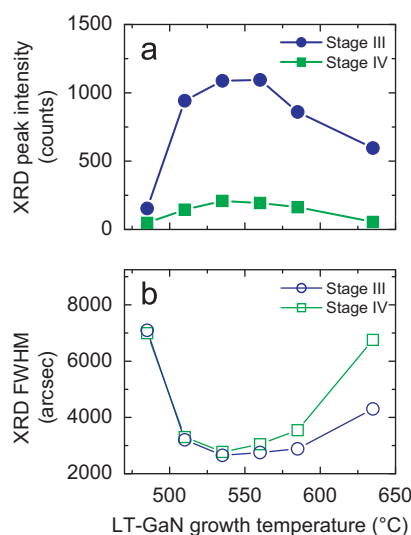 a
Stage III
Stage IV
XRD peak intensity
(counts)
1500
1000
500
0
b
Stage III
Stage IV
XRD FWHM
(arcsec)
8000
6000
4000
2000
500
550
600
650
LT-GaN growth temperature (°C)